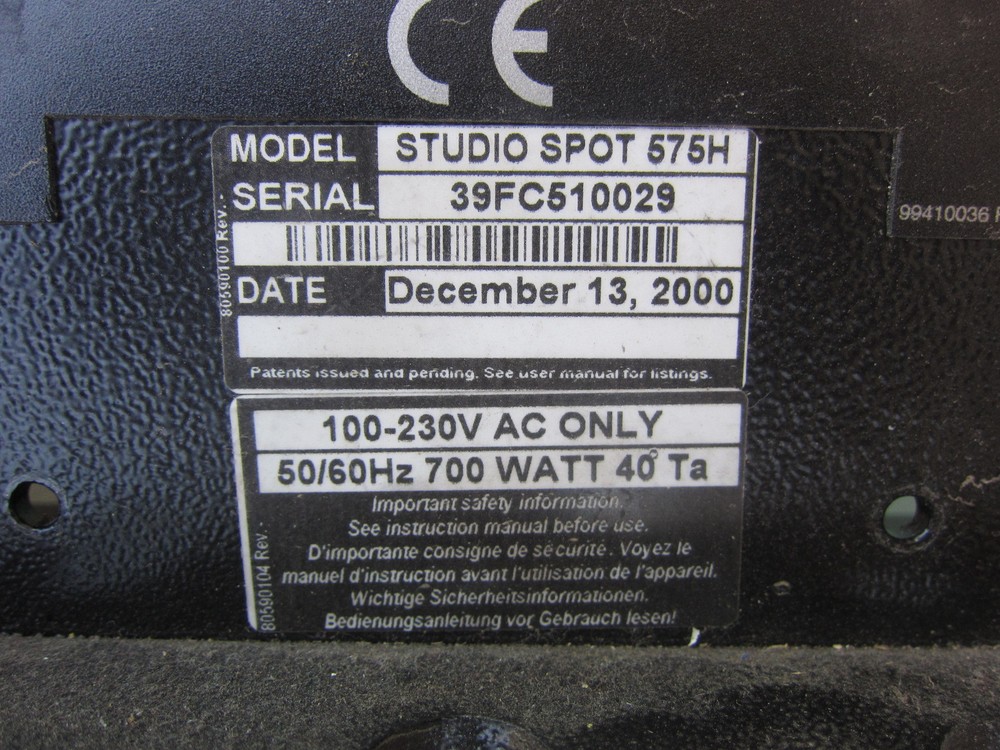 CE
MODEL STUDIO SPOT 575H
SERIAL 39FC510029
99410036
80590100 Rev. -
DATE December 13, 2000
Patents issued and pending. See user manual for listings.
100-230V AC ONLY
50/60Hz 700 WATT 40° Ta
Important safety information.
See instruction manual before use.
D'importante consigne de sécurité. Voyez le
manuel d'instruction avant l'utilisation de l'appareil.
Wichtige Sicherheitsinformationen.
Bedienungsanleitung vor Gebrauch lesen!
80590104 Rev. -